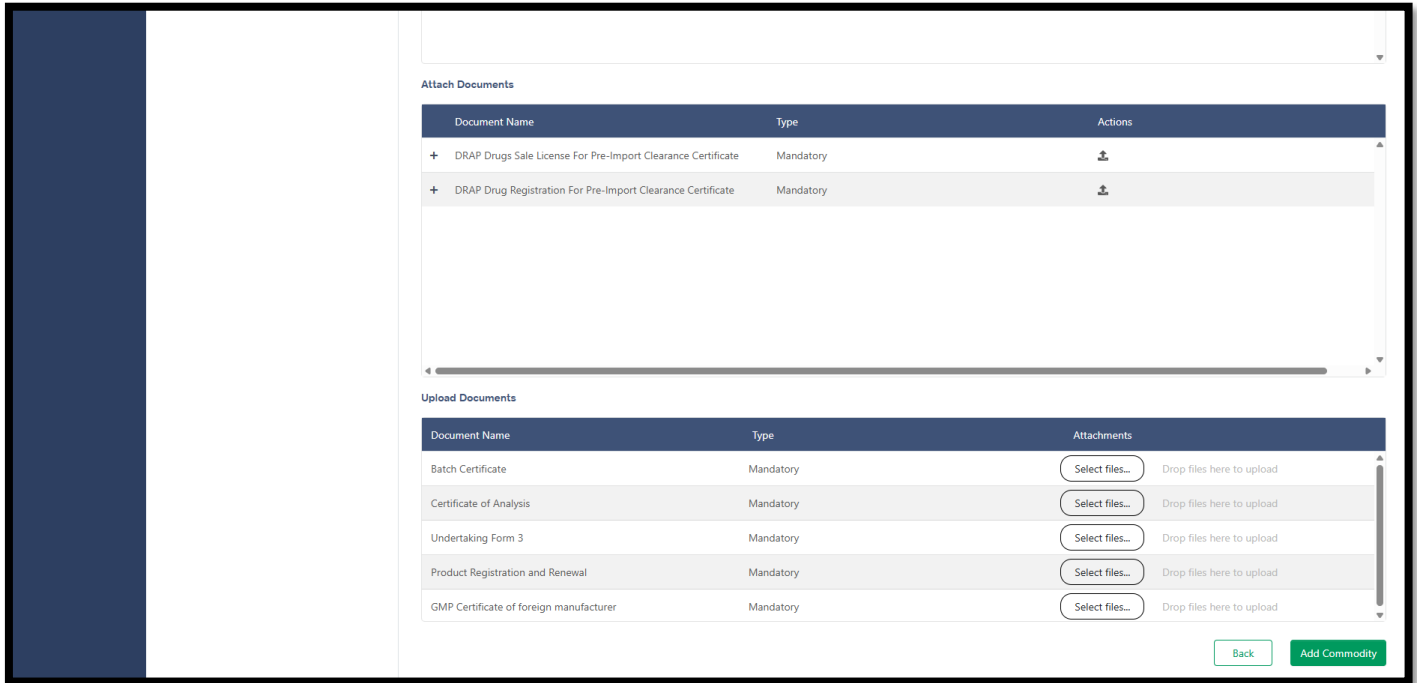 Attach Documents
Document Name Type Actions
+ DRAP Drugs Sale License For Pre-Import Clearance Certificate Mandatory
+ DRAP Drug Registration For Pre-Import Clearance Certificate Mandatory
Upload Documents
Document Name Type Attachments
Batch Certificate Mandatory Select files... Drop files here to upload
Certificate of Analysis Mandatory Select files... Drop files here to upload
Undertaking Form 3 Mandatory Select files... Drop files here to upload
Product Registration and Renewal Mandatory Select files... Drop files here to upload
GMP Certificate of foreign manufacturer Mandatory Select files... Drop files here to upload
Back Add Commodity